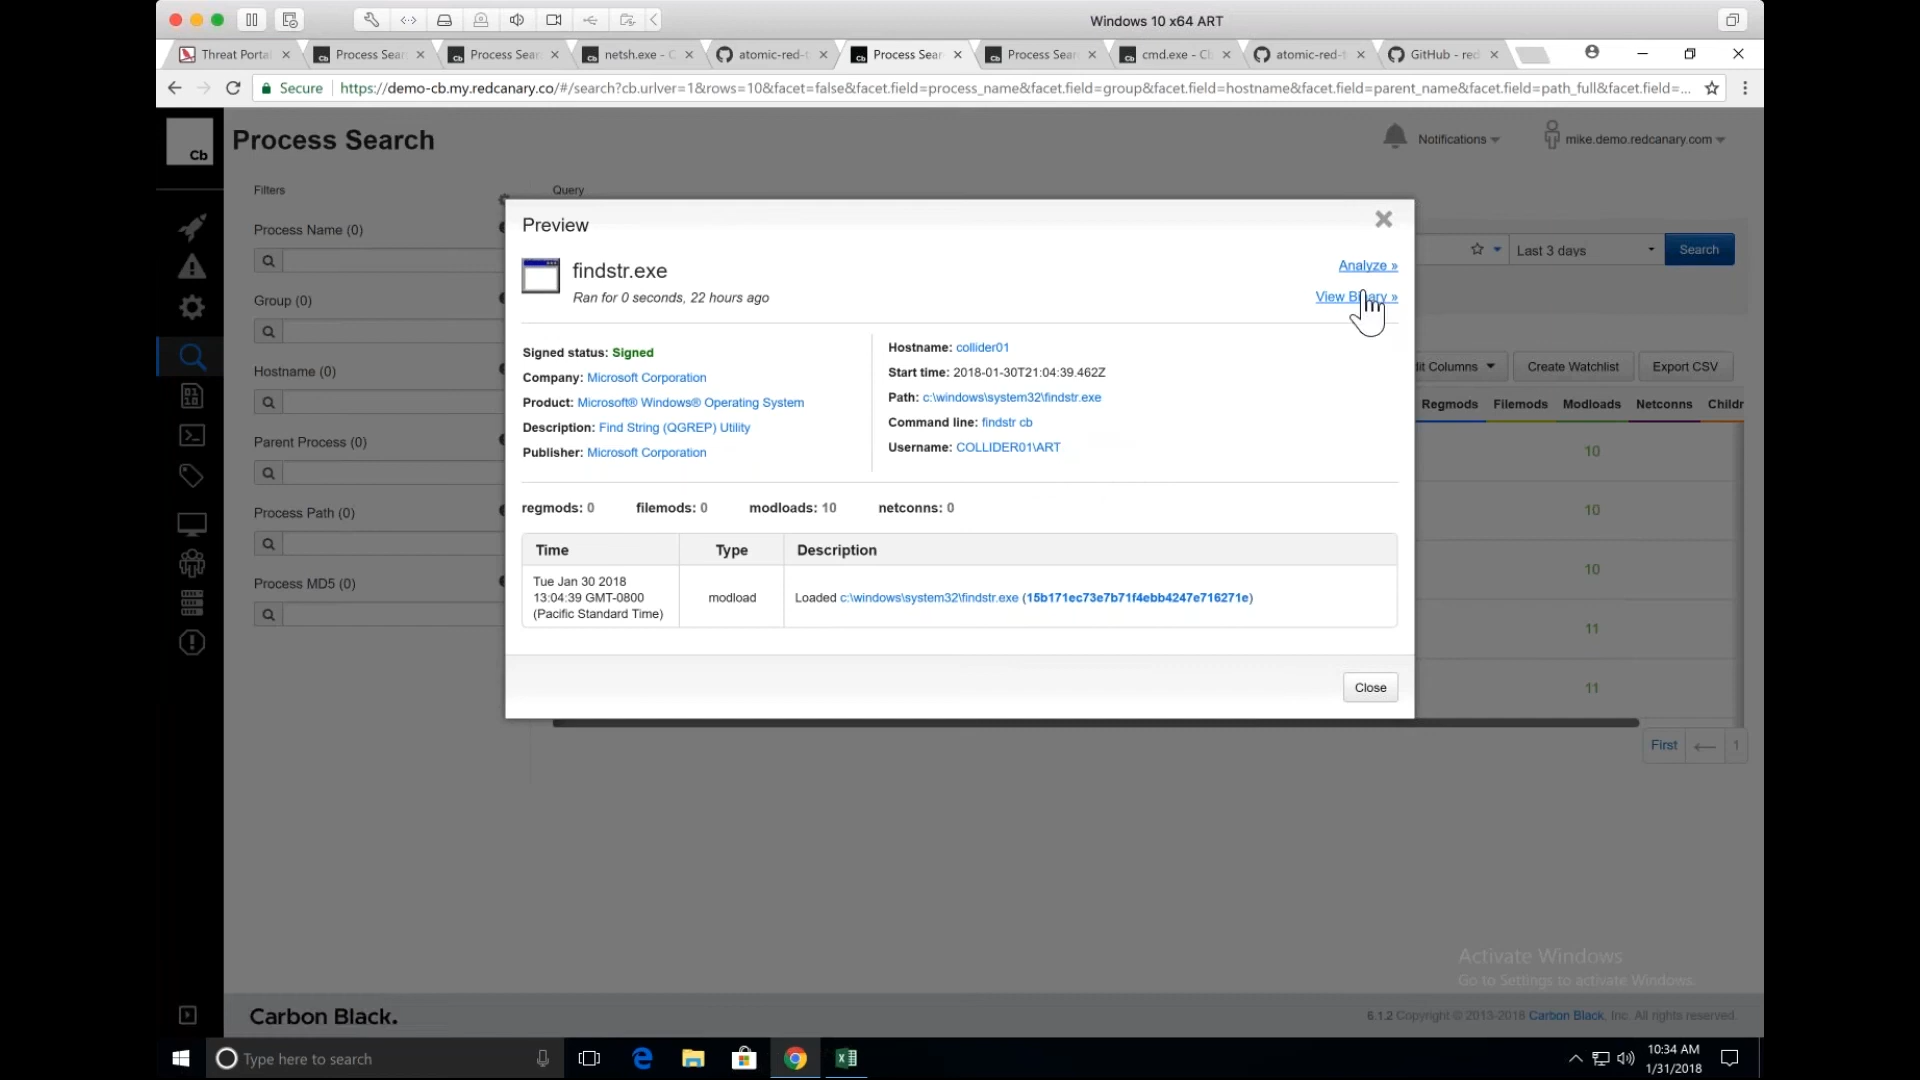 Windows 10 x64 ART
Threat Portal
Process Sear
Process Sear
netsh.exe - C
atomic-red-t
Process Sear
Process Sear
cmd.exe - Cb
atomic-red-t
GitHub - red
Secure
https://demo-cb.my.redcanary.co/#/search?cb.urlver=1&rows=10&facet=false&facet.field=process_name&facet.field=group&facet.field=hostname&facet.field=parent_name&facet.field=path_full&facet.field=...
Cb
Process Search
Notifications
mike.demo.redcanary.com
Filters
Query
Process Name (0)
Group (0)
Hostname (0)
Parent Process (0)
Process Path (0)
Process MD5 (0)
Last 3 days
Search
Preview
findstr.exe
Ran for 0 seconds, 22 hours ago
Analyze »
View Binary »
Signed status: Signed
Company: Microsoft Corporation
Product: Microsoft® Windows® Operating System
Description: Find String (QGREP) Utility
Publisher: Microsoft Corporation
Hostname: collider01
Start time: 2018-01-30T21:04:39.462Z
Path: c:\windows\system32\findstr.exe
Command line: findstr cb
Username: COLLIDER01\ART
regmods: 0 filemods: 0 modloads: 10 netconns: 0
Time Type Description
Tue Jan 30 2018
13:04:39 GMT-0800
(Pacific Standard Time)
modload
Loaded c:\windows\system32\findstr.exe (15b171ec73e7b71f4ebb4247e716271e)
Close
it Columns
Create Watchlist
Export CSV
Regmods Filemods Modloads Netconns Childr
10
10
10
11
11
First
1
Activate Windows
Go to Settings to activate Windows.
Carbon Black.
6.1.2 Copyright © 2013-2018 Carbon Black, Inc. All rights reserved.
Type here to search
10:34 AM
1/31/2018